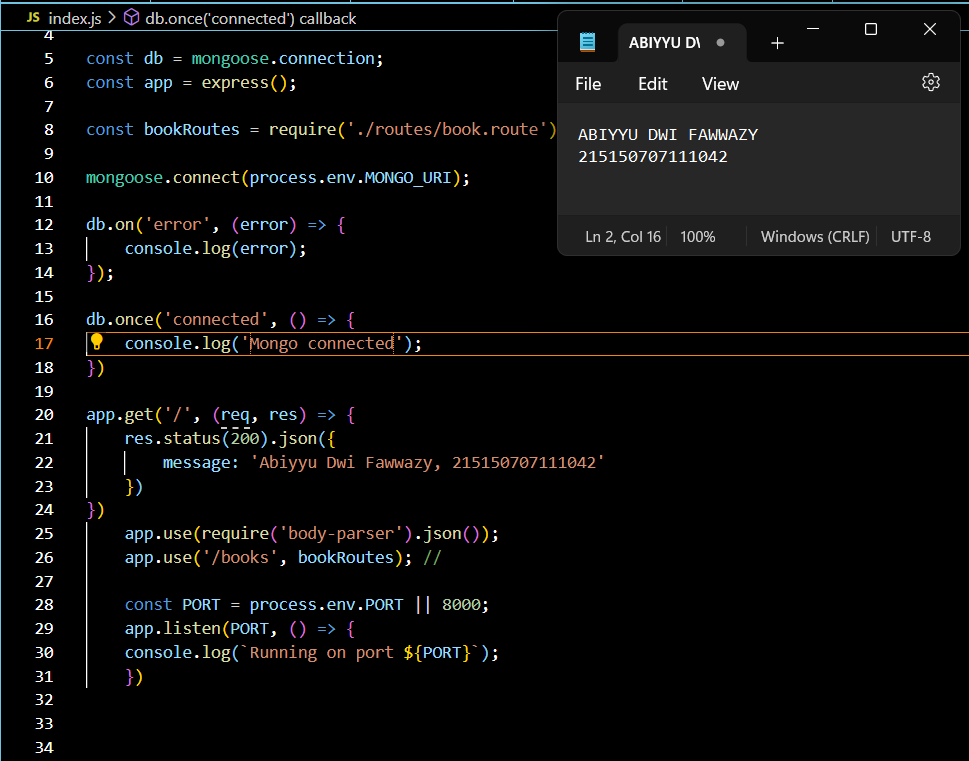 JS index.js > db.once('connected') callback
4
5 const db = mongoose.connection;
6 const app = express();
7
8 const bookRoutes = require('./routes/book.route')
9
10 mongoose.connect(process.env.MONGO_URI);
11
12 db.on('error', (error) => {
13 console.log(error);
14 });
15
16 db.once('connected', () => {
17 console.log('Mongo connected');
18 })
19
20 app.get('/', (req, res) => {
21 res.status(200).json({
22 message: 'Abiyyu Dwi Fawwazy, 215150707111042'
23 })
24 })
25 app.use(require('body-parser').json());
26 app.use('/books', bookRoutes); //
27
28 const PORT = process.env.PORT || 8000;
29 app.listen(PORT, () => {
30 console.log(`Running on port ${PORT}`);
31 })
32
33
34
ABIYYU DW
File Edit View
ABIYYU DWI FAWWAZY
215150707111042
Ln 2, Col 16 100% Windows (CRLF) UTF-8